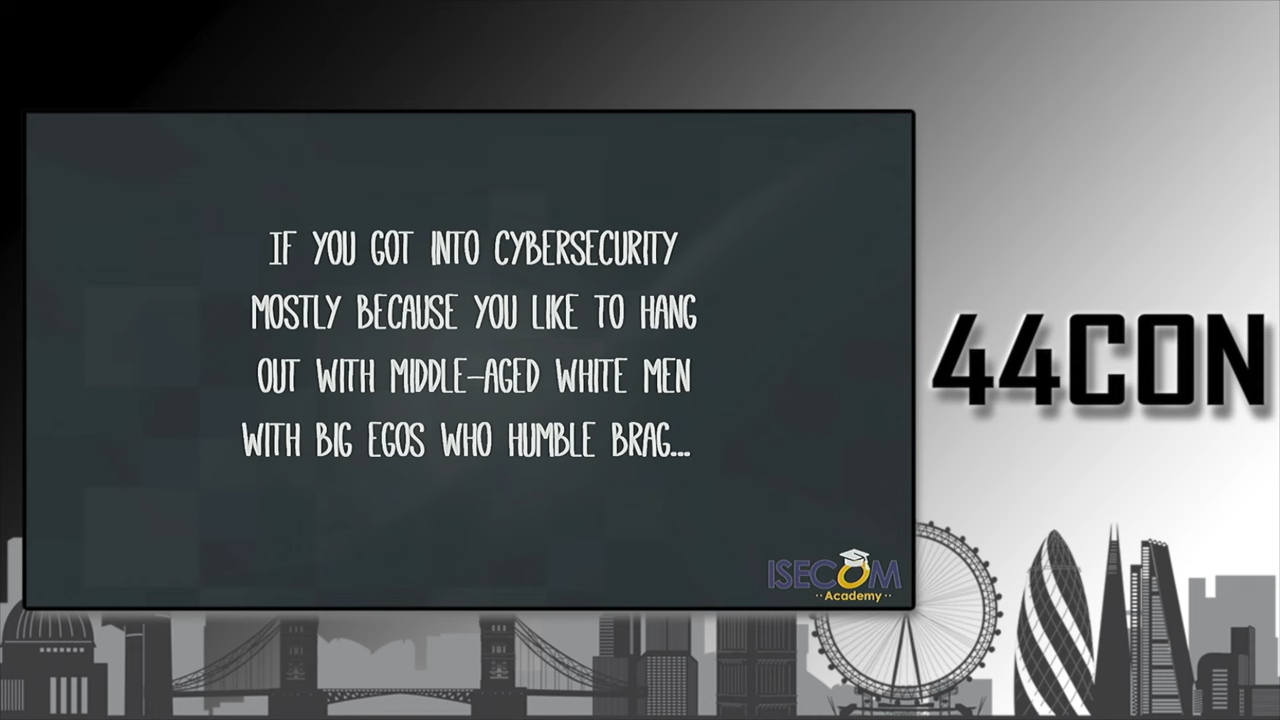 IF YOU GOT INTO CYBERSECURITY
MOSTLY BECAUSE YOU LIKE TO HANG
OUT WITH MIDDLE-AGED WHITE MEN
WITH BIG EGOS WHO HUMBLE BRAG...
ISECOM
Academy
44CON